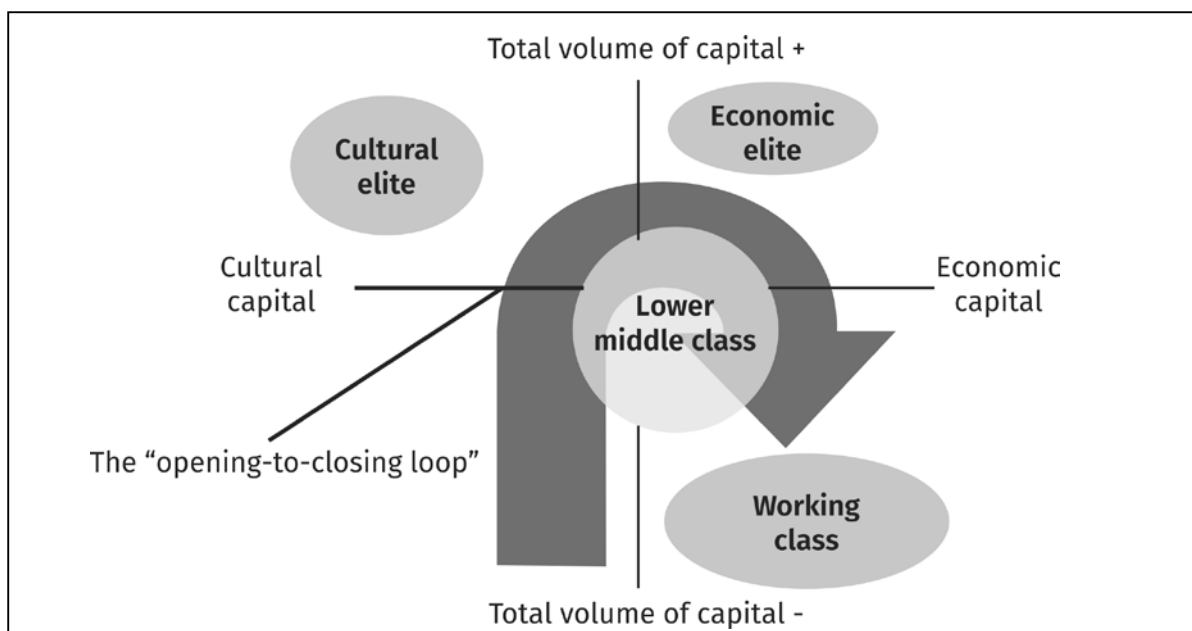 Total volume of capital +
Economic
elite
Cultural
elite
Cultural
capital
Economic
capital
Lower
middle class
The “opening-to-closing loop”
Working
class
Total volume of capital -